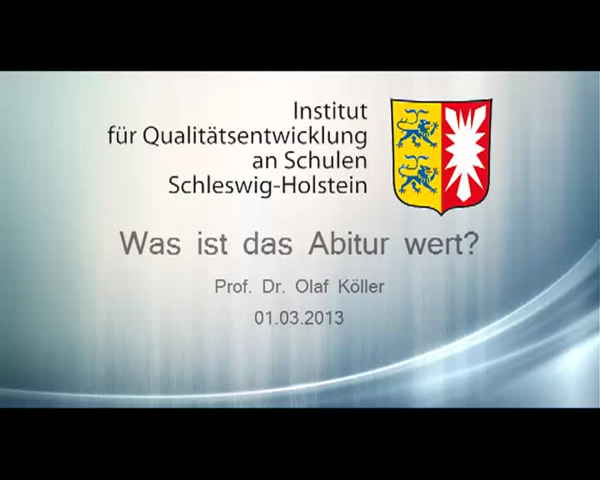 Institut
für Qualitätsentwicklung
an Schulen
Schleswig-Holstein
Was ist das Abitur wert?
Prof. Dr. Olaf Köller
01.03.2013